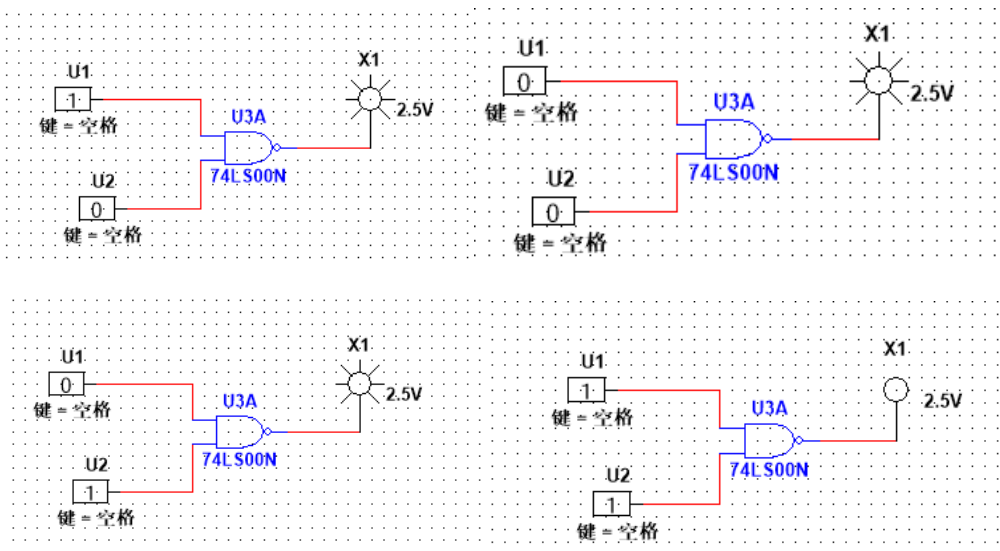 X1
U1
1
2.5V
键 = 空格
U3A
74LS00N
U2
0
键 = 空格
X1
U1
0
2.5V
键 = 空格
U3A
74LS00N
U2
0
键 = 空格
X1
U1
0
2.5V
键 = 空格
U3A
74LS00N
U2
1
键 = 空格
X1
U1
1
2.5V
键 = 空格
U3A
74LS00N
U2
1
键 = 空格